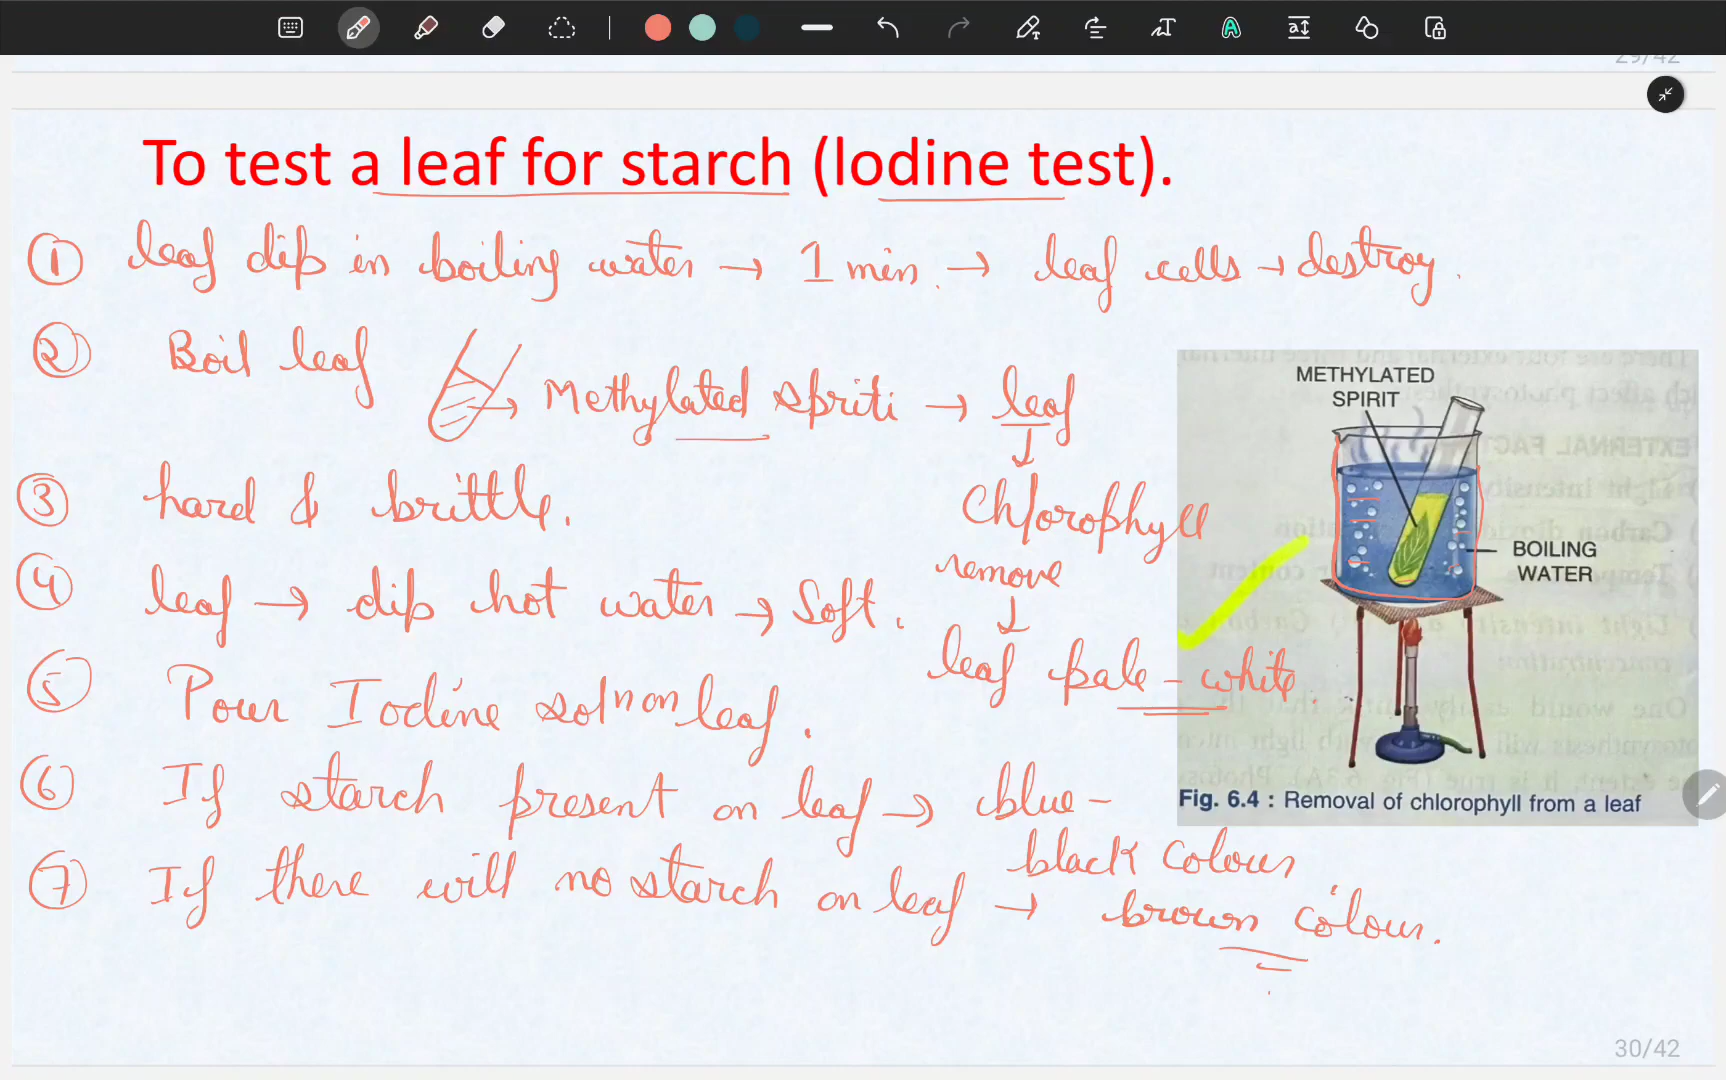 29/42
To test a leaf for starch (Iodine test).
① leaf dip in boiling water → 1 min. → leaf cells → destroy.
② Boil leaf → Methylated spriti → leaf
↓
Chlorophyll
remove
↓
leaf pale - white
③ hard & brittle.
④ leaf → dip hot water → Soft.
⑤ Pour Iodine solⁿ on leaf.
⑥ If starch present on leaf → blue-
black colour
⑦ If there will no starch on leaf → brown colour.
METHYLATED
SPIRIT
BOILING
WATER
Fig. 6.4 : Removal of chlorophyll from a leaf
30/42